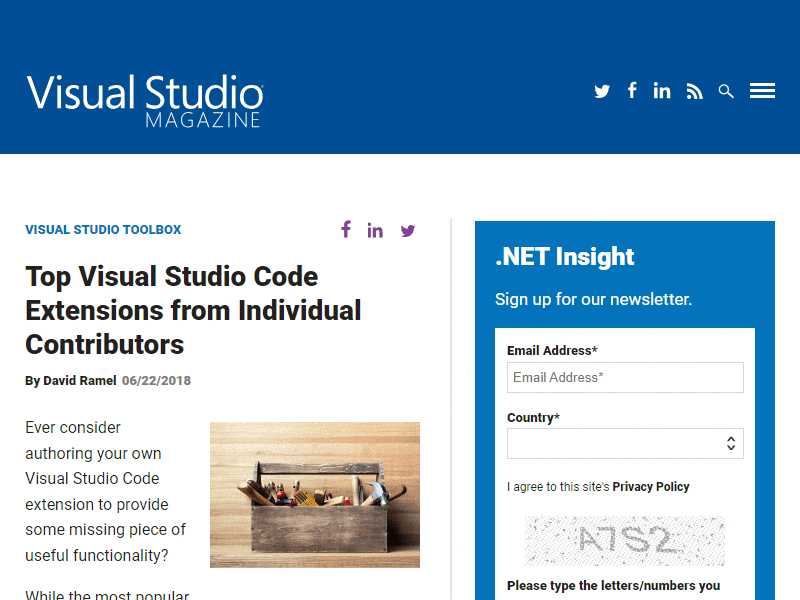 Visual Studio
MAGAZINE
VISUAL STUDIO TOOLBOX
Top Visual Studio Code
Extensions from Individual
Contributors
By David Ramel 06/22/2018
Ever consider
authoring your own
Visual Studio Code
extension to provide
some missing piece of
useful functionality?
While the most popular
.NET Insight
Sign up for our newsletter.
Email Address*
Email Address*
Country*
I agree to this site's Privacy Policy
A7S2
Please type the letters/numbers you